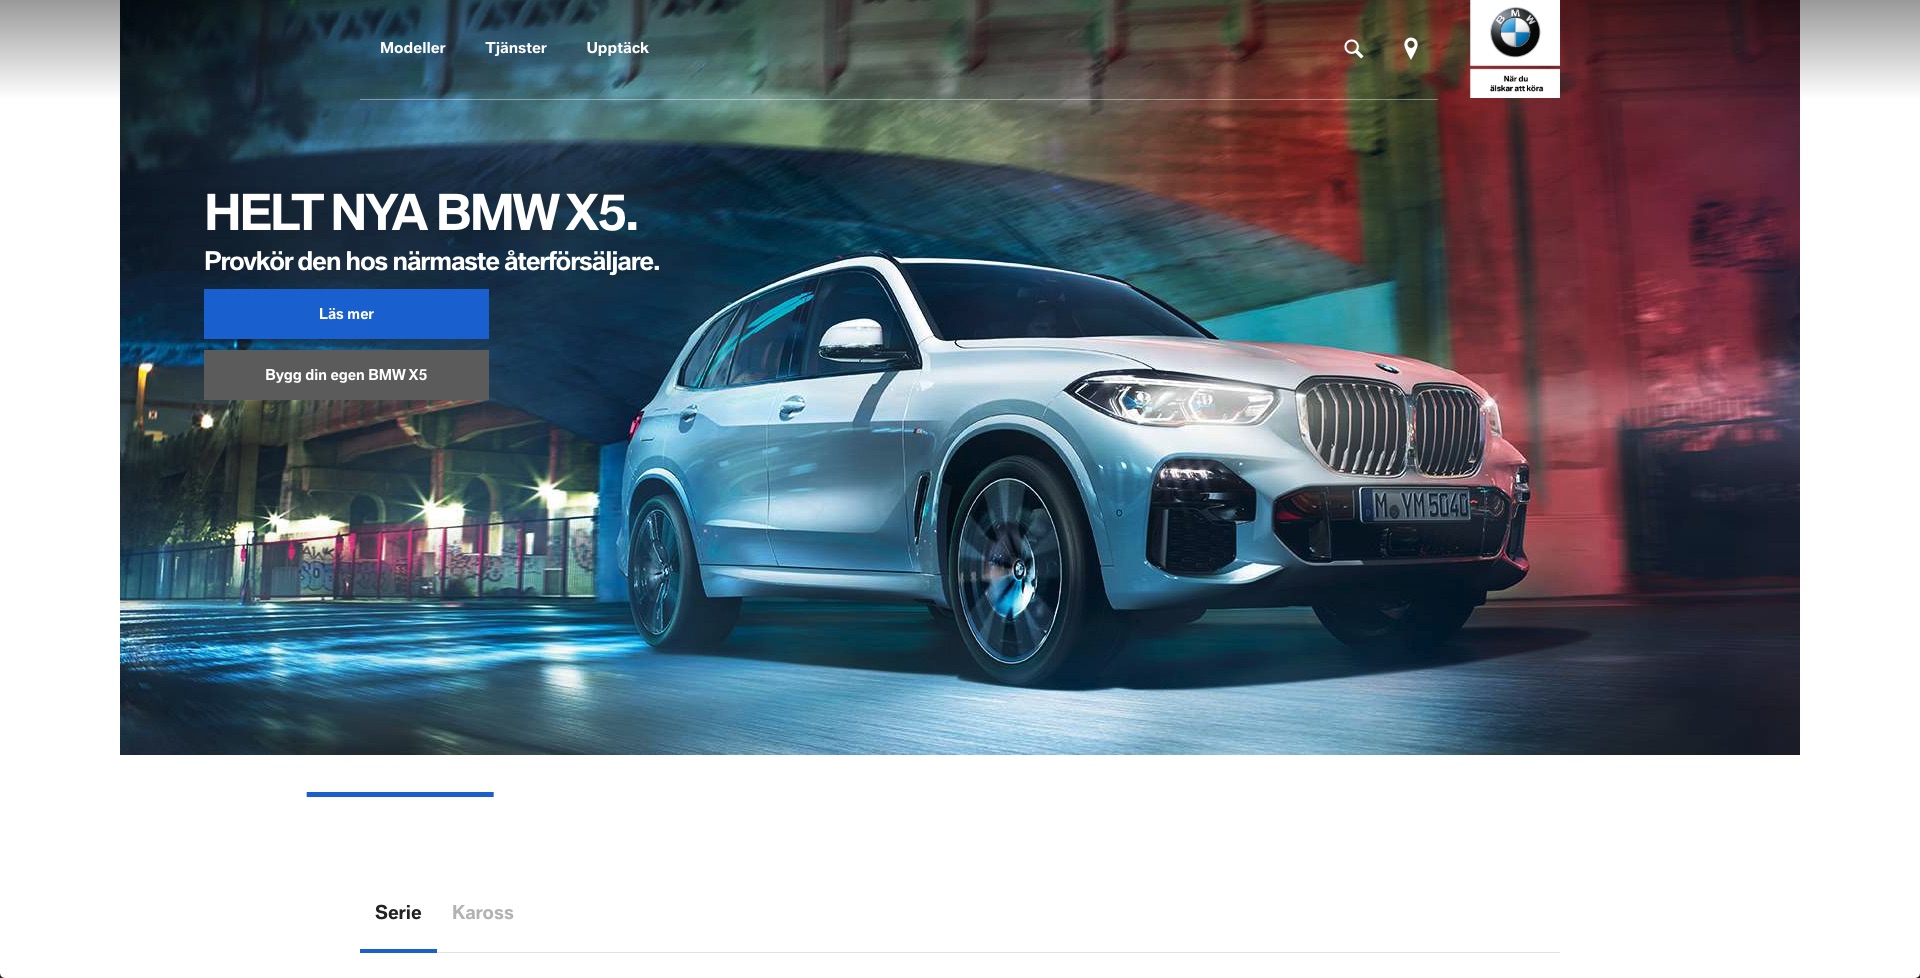 Modeller
Tjänster
Upptäck
BMW
När du
älskar att köra
HELT NYA BMW X5.
Provkör den hos närmaste återförsäljare.
Läs mer
Bygg din egen BMW X5
M YM 5040
Serie
Kaross